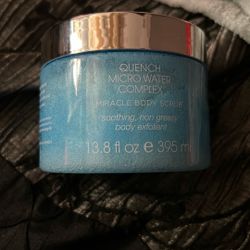 QUENCH
MICRO WATER
COMPLEX
MIRACLE BODY SCRUB
soothing, non greasy
body exfoliant
13.8 fl oz e 395 ml